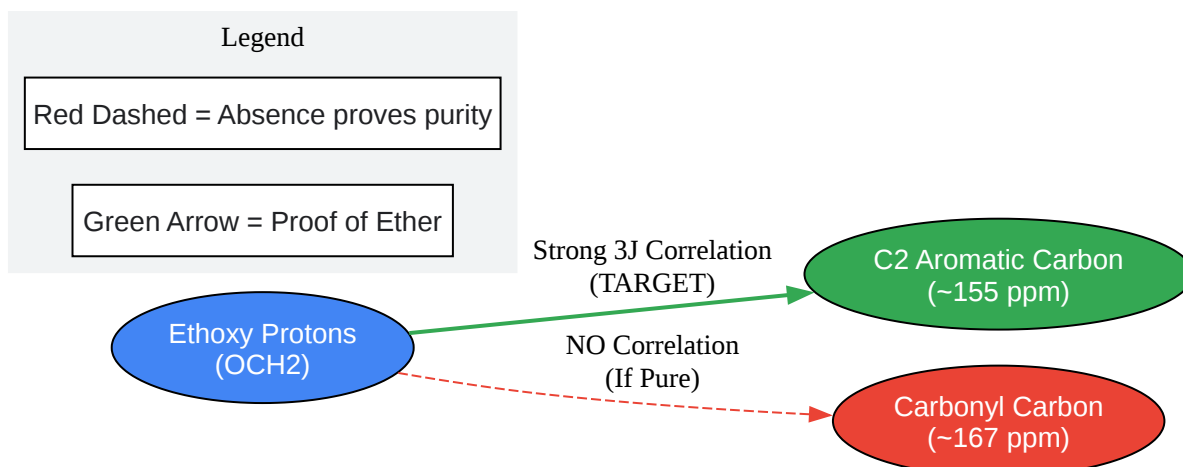 Legend
Red Dashed = Absence proves purity
Green Arrow = Proof of Ether
Strong 3J Correlation
(TARGET)
C2 Aromatic Carbon
(~155 ppm)
Ethoxy Protons
(OCH2)
NO Correlation
(If Pure)
Carbonyl Carbon
(~167 ppm)